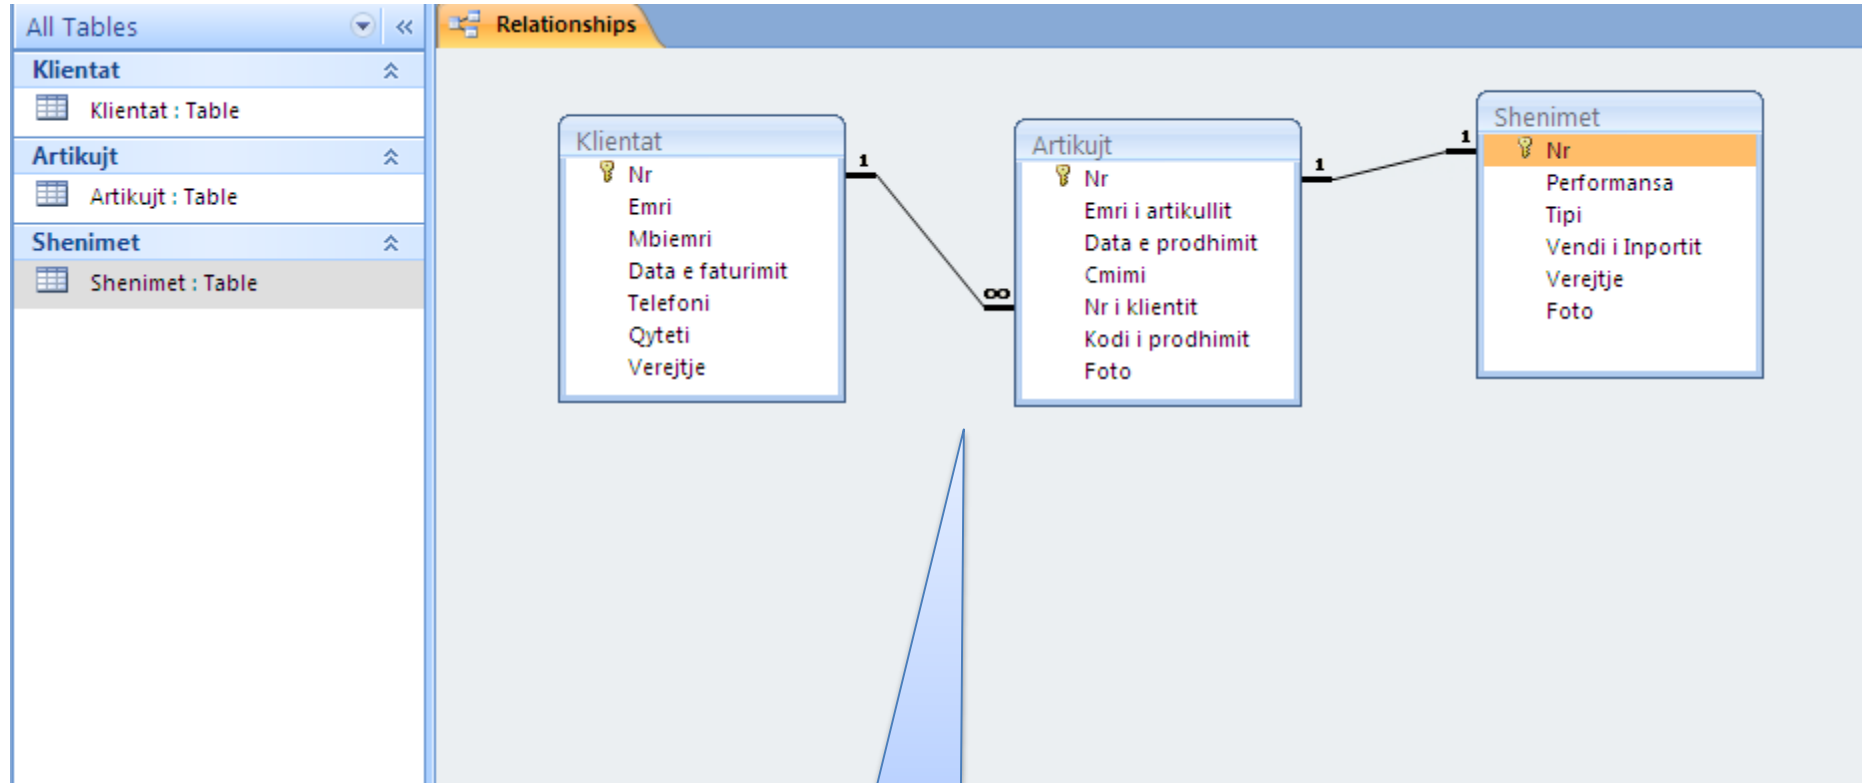 All Tables
Relationships
Klientat
Klientat : Table
Artikujt
Artikujt : Table
Shenimet
Shenimet : Table
Klientat
Nr
Emri
Mbiemri
Data e faturimit
Telefoni
Qyteti
Verejtje
1
∞
Artikujt
Nr
Emri i artikullit
Data e prodhimit
Cmimi
Nr i klientit
Kodi i prodhimit
Foto
1
1
Shenimet
Nr
Performansa
Tipi
Vendi i Inportit
Verejtje
Foto